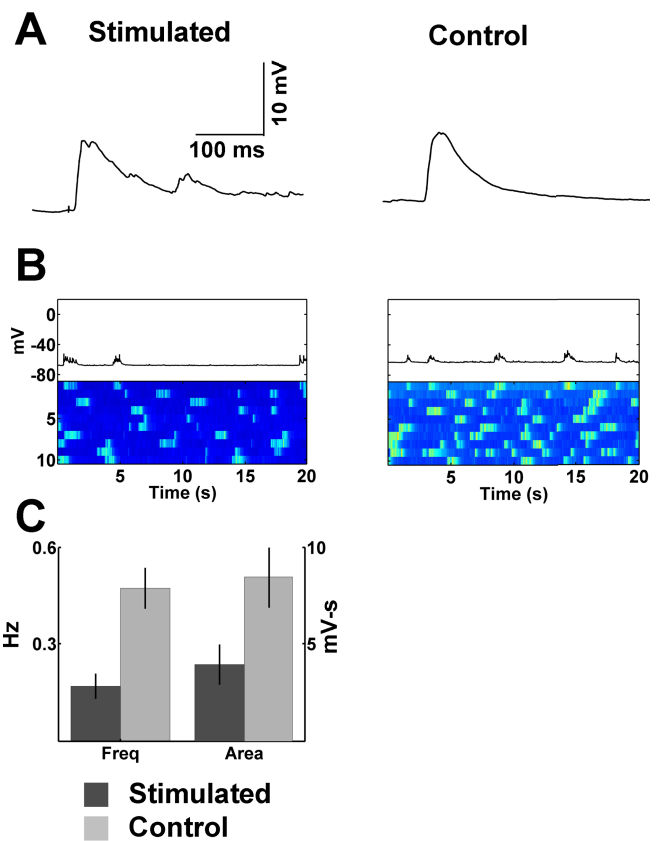 A
Stimulated
Control
10 mV
100 ms
B
mV
0
-40
-80
5
10
5
10
15
20
Time (s)
5
10
15
20
Time (s)
C
0.6
0.3
Hz
10
5
mV-s
Freq
Area
Stimulated
Control